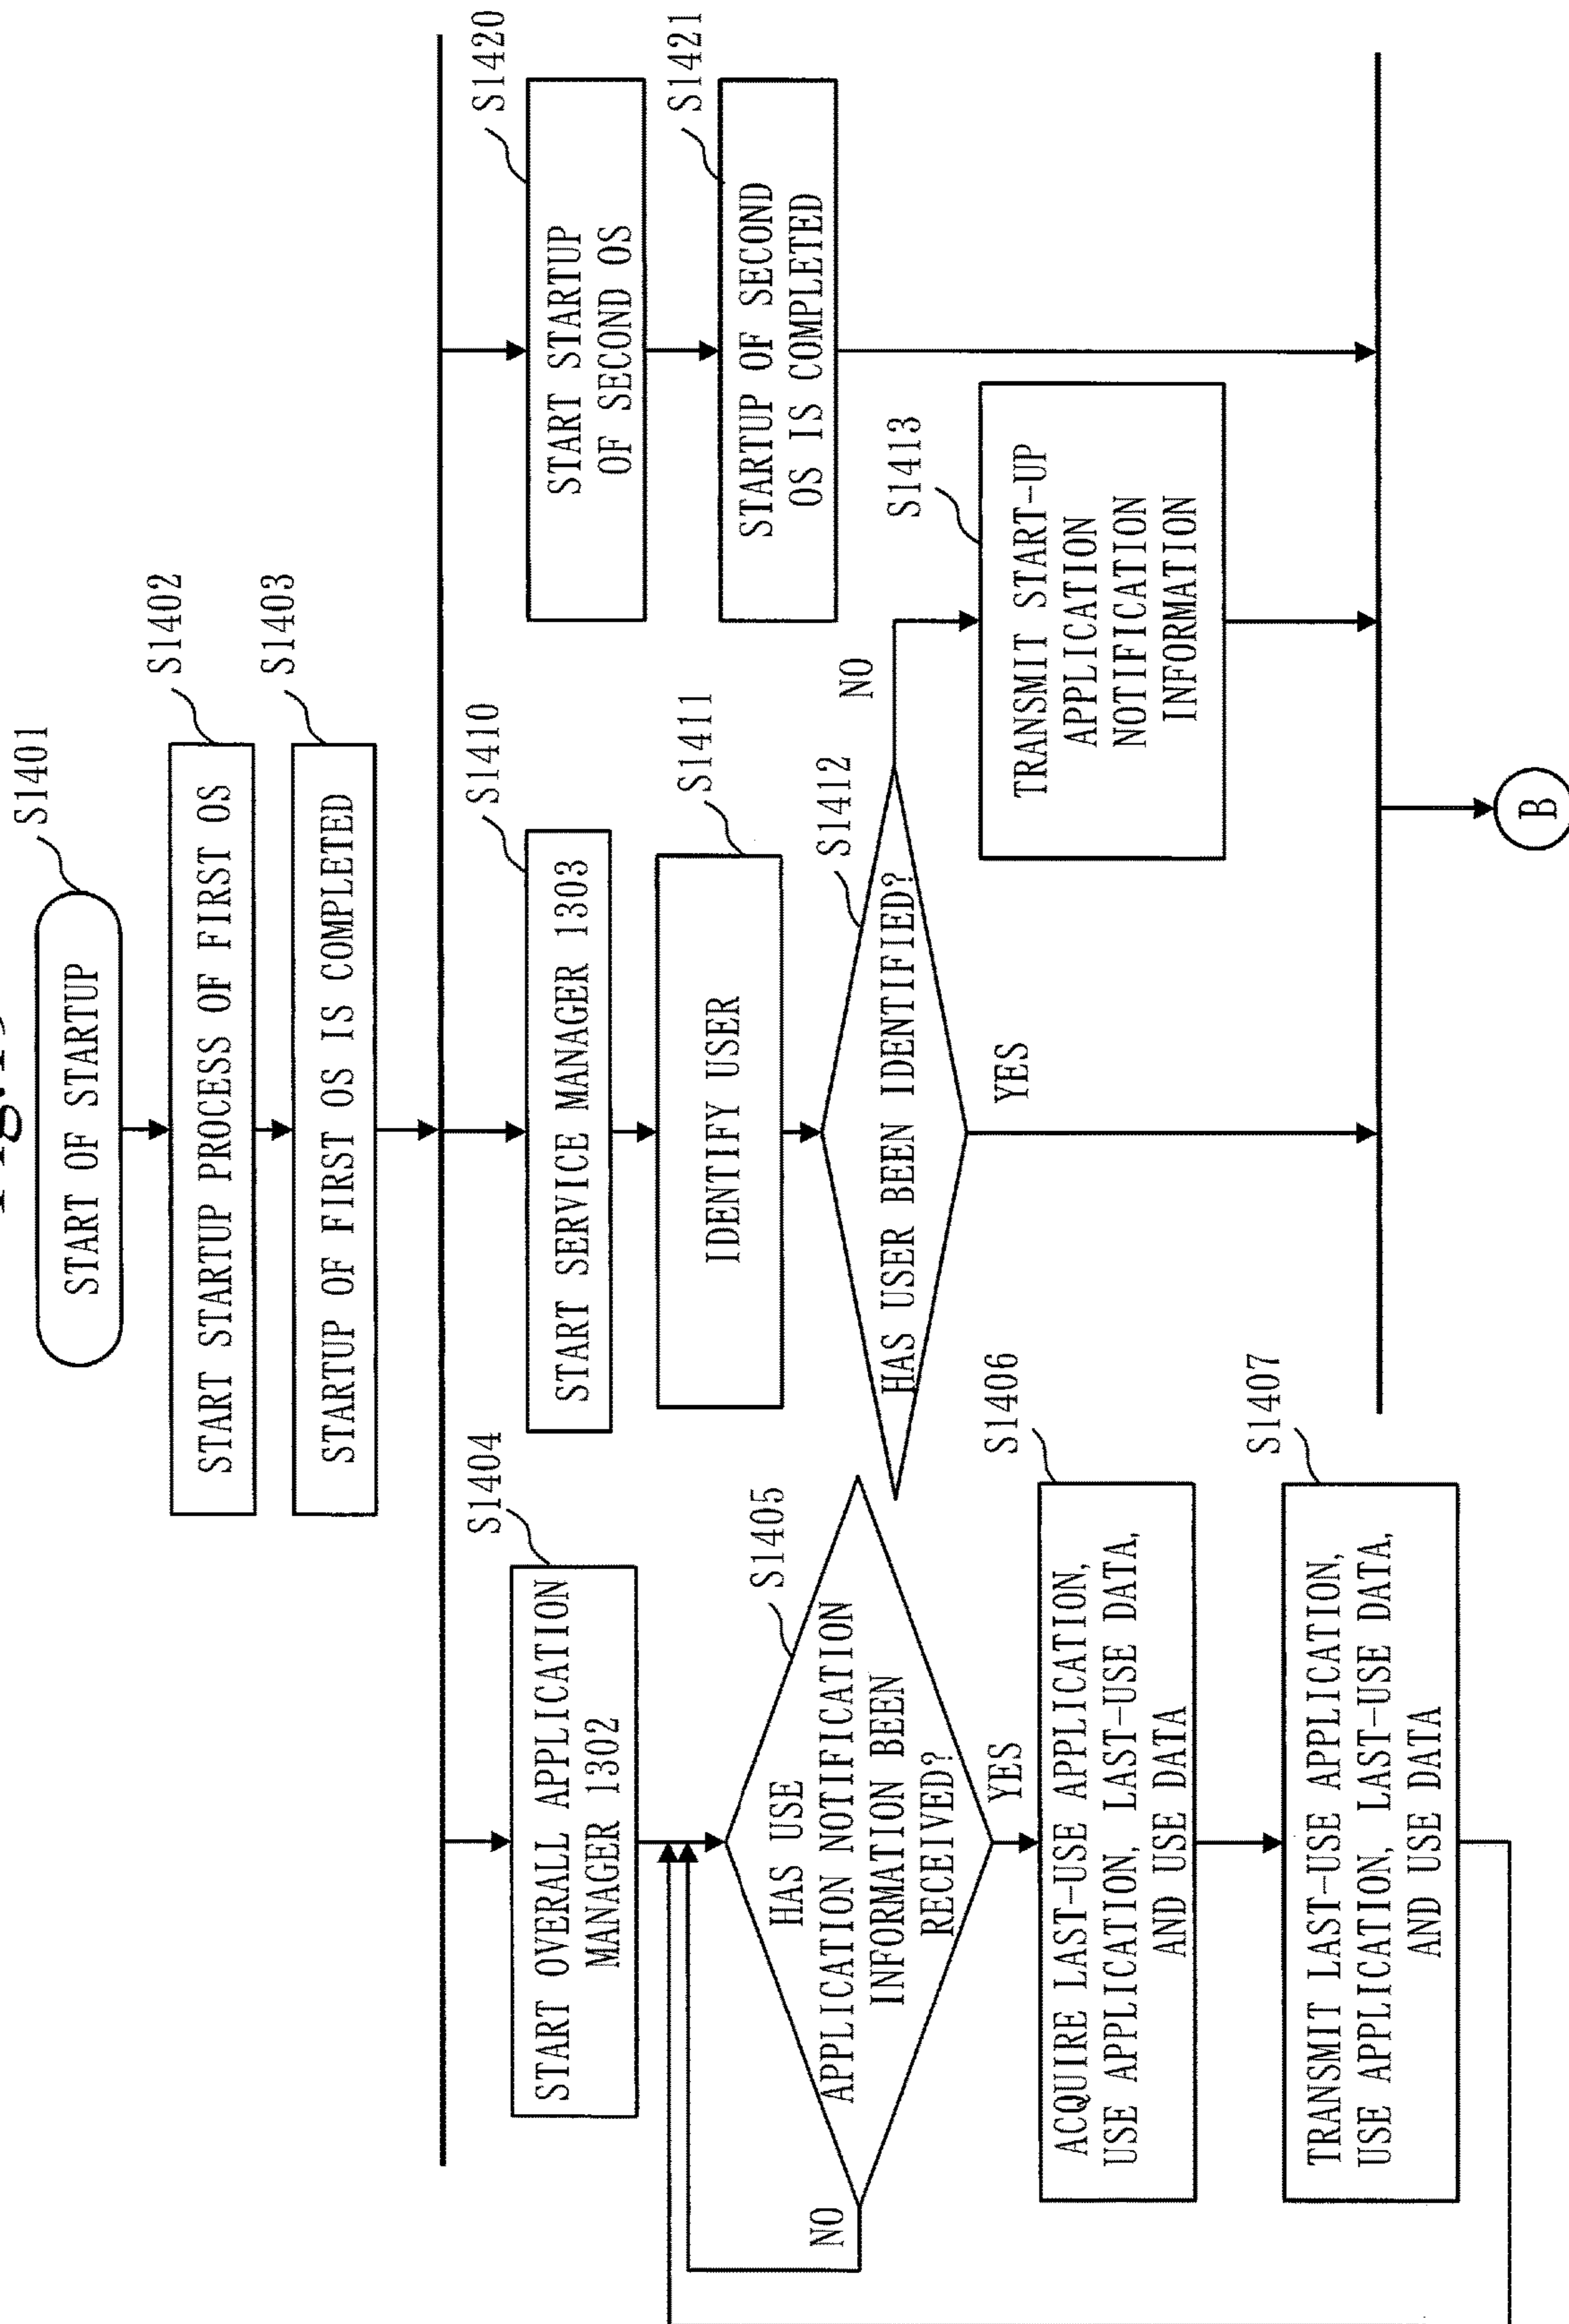 S1401
START OF STARTUP
S1402
START STARTUP PROCESS OF FIRST OS
S1403
STARTUP OF FIRST OS IS COMPLETED
S1404
START OVERALL APPLICATION
MANAGER 1302
S1405
HAS USE
APPLICATION NOTIFICATION
INFORMATION BEEN
RECEIVED?
NO
YES
S1406
ACQUIRE LAST-USE APPLICATION,
USE APPLICATION, LAST-USE DATA,
AND USE DATA
S1407
TRANSMIT LAST-USE APPLICATION,
USE APPLICATION, LAST-USE DATA,
AND USE DATA
S1410
START SERVICE MANAGER 1303
S1411
IDENTIFY USER
S1412
HAS USER BEEN IDENTIFIED?
NO
YES
S1413
TRANSMIT START-UP
APPLICATION
NOTIFICATION
INFORMATION
S1420
START STARTUP
OF SECOND OS
S1421
STARTUP OF SECOND
OS IS COMPLETED
B